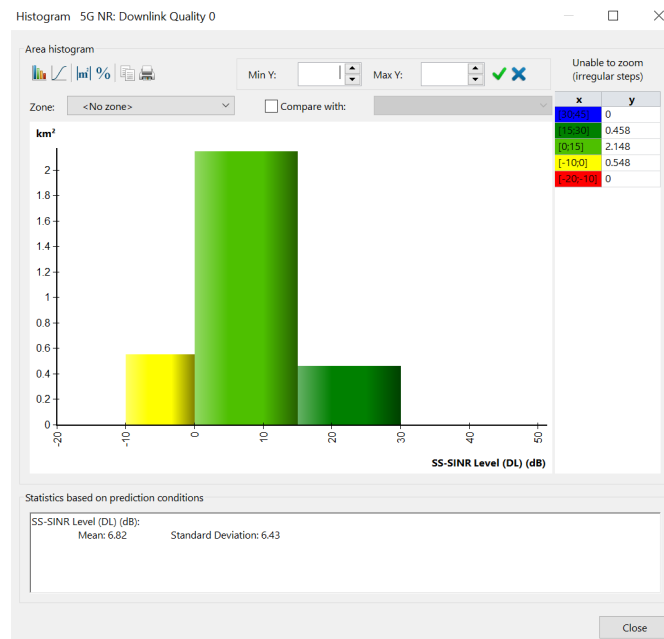 Histogram 5G NR: Downlink Quality 0
Area histogram
m² %
Min Y:
Max Y:
Unable to zoom
(irregular steps)
Zone: <No zone>
Compare with:
x y
[30;45[ 0
[15;30[ 0.458
[0;15[ 2.148
[-10;0[ 0.548
[-20;-10[ 0
km²
2
1.8
1.6
1.4
1.2
1
0.8
0.6
0.4
0.2
0
-20 -10 0 10 20 30 40 50
SS-SINR Level (DL) (dB)
Statistics based on prediction conditions
SS-SINR Level (DL) (dB):
Mean: 6.82 Standard Deviation: 6.43
Close